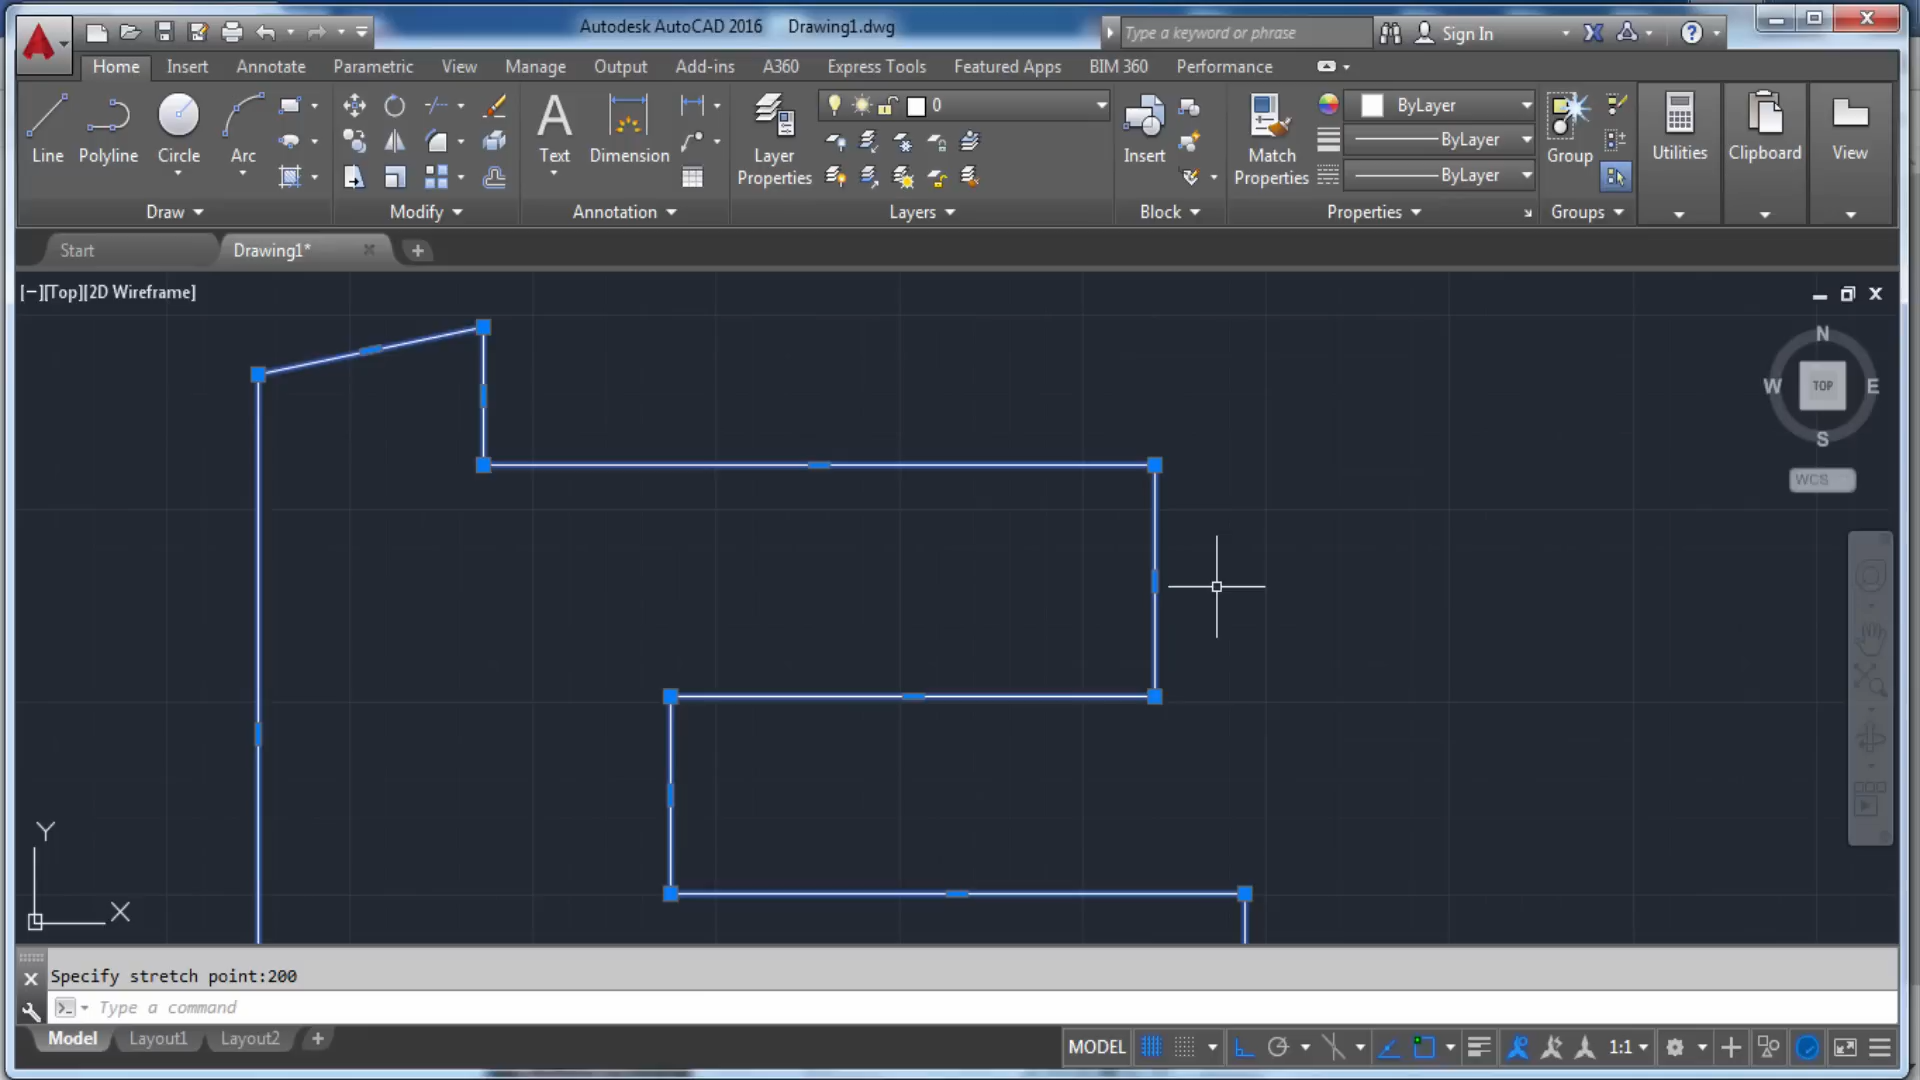 Autodesk AutoCAD 2016 Drawing1.dwg
Type a keyword or phrase
Sign In
?
Home Insert Annotate Parametric View Manage Output Add-ins A360 Express Tools Featured Apps BIM 360 Performance
Line Polyline Circle Arc
A
Text Dimension
Layer
Properties
0
Insert
Match
Properties
ByLayer
ByLayer
ByLayer
Group
Utilities
Clipboard
View
Draw Modify Annotation Layers Block Properties Groups
Start Drawing1*
[−][Top][2D Wireframe]
N
W TOP E
S
WCS
Y
X
Specify stretch point:200
Type a command
Model Layout1 Layout2
MODEL 1:1